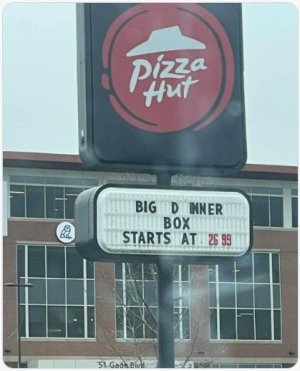 Pizza
Hut
BIG D NNER
BOX
STARTS AT 26 99